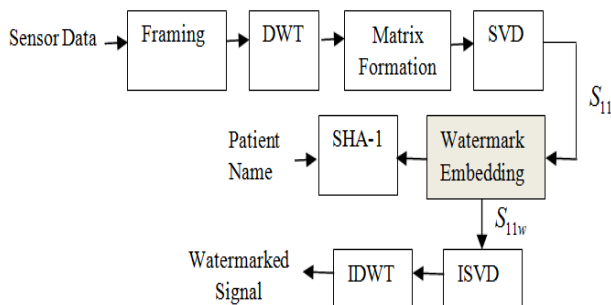 Sensor Data
Framing
DWT
Matrix
Formation
SVD
S11
Patient
Name
SHA-1
Watermark
Embedding
S11w
Watermarked
Signal
IDWT
ISVD